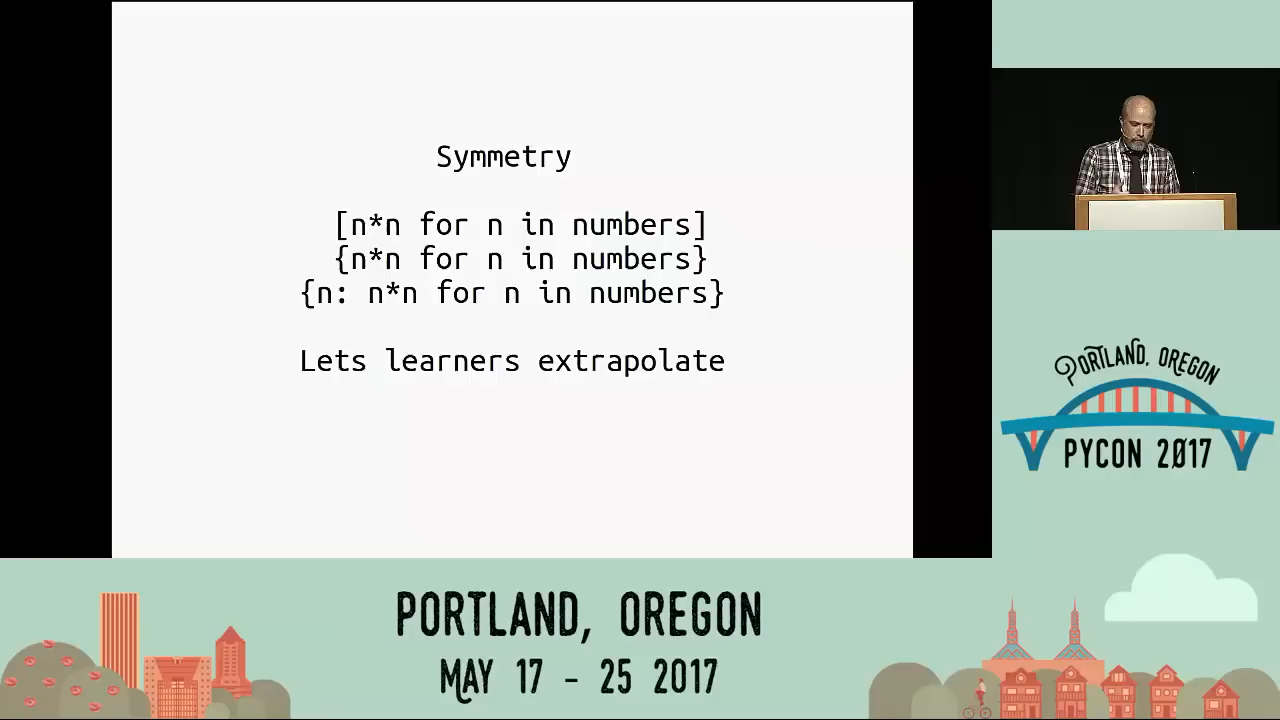 Symmetry
[n*n for n in numbers]
{n*n for n in numbers}
{n: n*n for n in numbers}
Lets learners extrapolate
PORTLAND, OREGON
PYCON 2017
PORTLAND, OREGON
MAY 17 - 25 2017